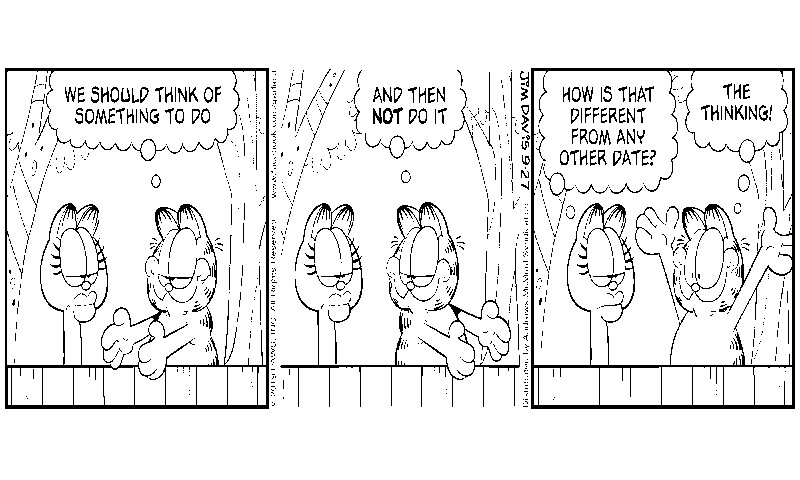 WE SHOULD THINK OF
SOMETHING TO DO
AND THEN
NOT DO IT
JIM DAVIS 9-27
HOW IS THAT
DIFFERENT
FROM ANY
OTHER DATE?
THE
THINKING!